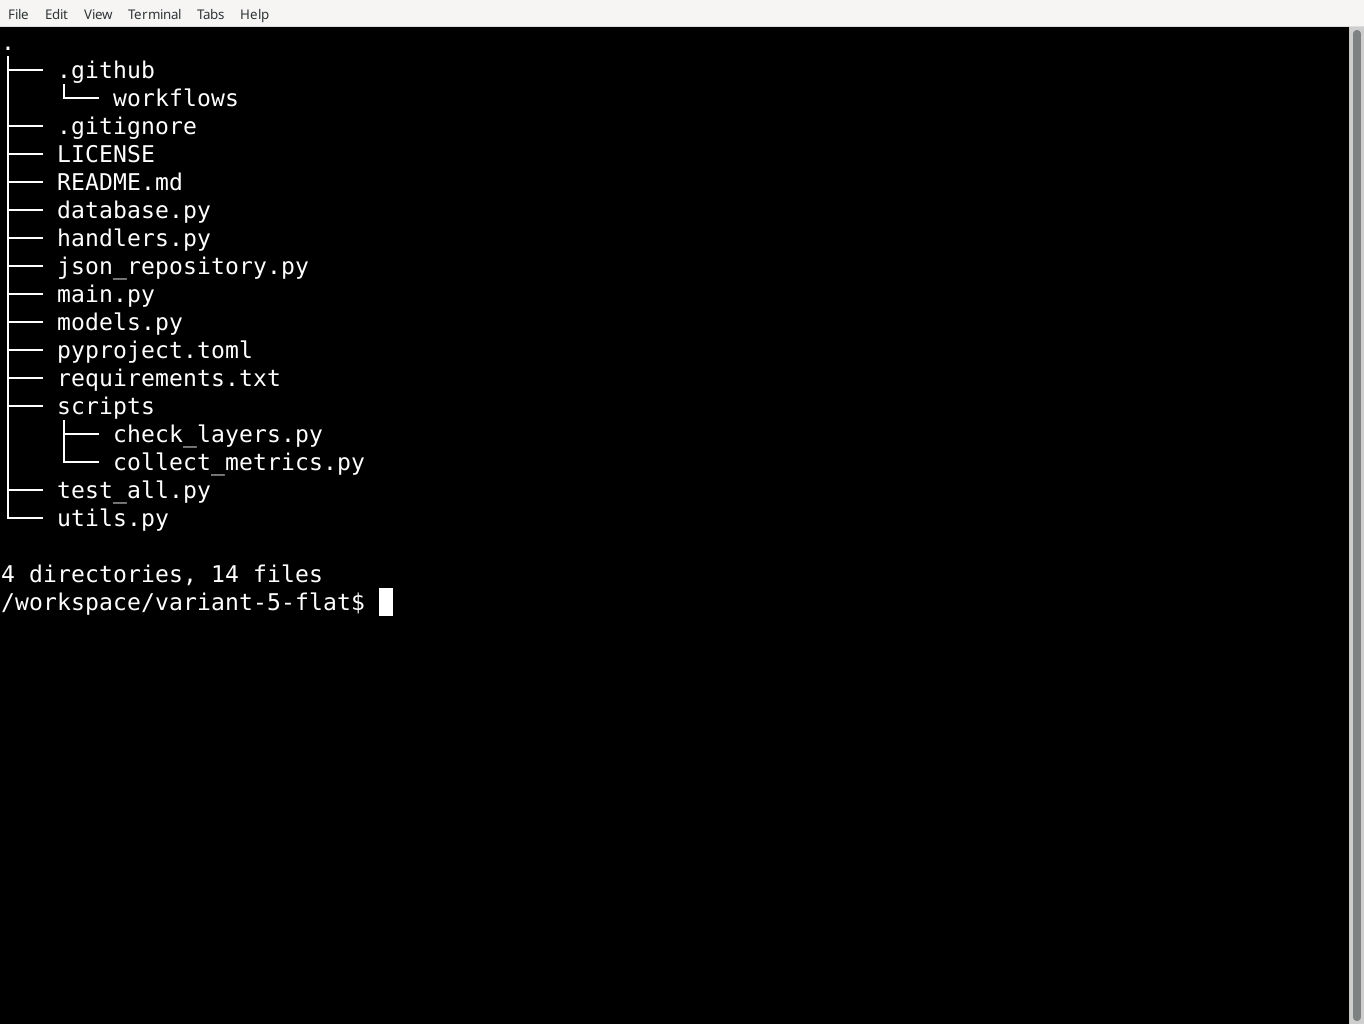 File Edit View Terminal Tabs Help
.
├── .github
│   └── workflows
├── .gitignore
├── LICENSE
├── README.md
├── database.py
├── handlers.py
├── json_repository.py
├── main.py
├── models.py
├── pyproject.toml
├── requirements.txt
├── scripts
│   ├── check_layers.py
│   └── collect_metrics.py
├── test_all.py
└── utils.py

4 directories, 14 files
/workspace/variant-5-flat$